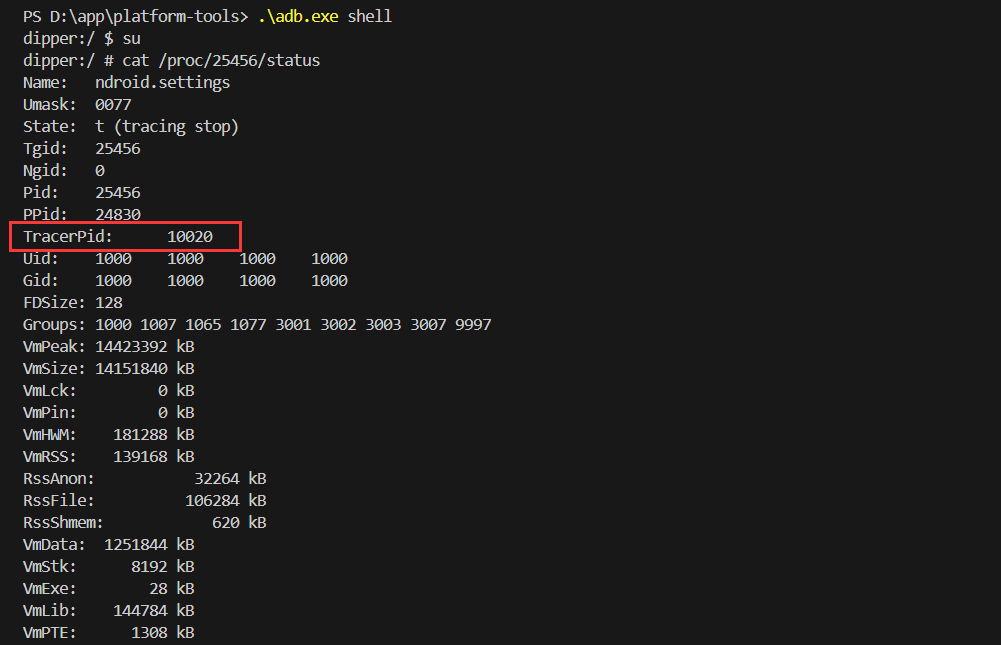 PS D:\app\platform-tools> .\adb.exe shell
dipper:/ $ su
dipper:/ # cat /proc/25456/status
Name:   ndroid.settings
Umask:  0077
State:  t (tracing stop)
Tgid:   25456
Ngid:   0
Pid:    25456
PPid:   24830
TracerPid:      10020
Uid:    1000    1000    1000    1000
Gid:    1000    1000    1000    1000
FDSize: 128
Groups: 1000 1007 1065 1077 3001 3002 3003 3007 9997
VmPeak: 14423392 kB
VmSize: 14151840 kB
VmLck:         0 kB
VmPin:         0 kB
VmHWM:    181288 kB
VmRSS:    139168 kB
RssAnon:           32264 kB
RssFile:          106284 kB
RssShmem:            620 kB
VmData:  1251844 kB
VmStk:      8192 kB
VmExe:        28 kB
VmLib:    144784 kB
VmPTE:      1308 kB